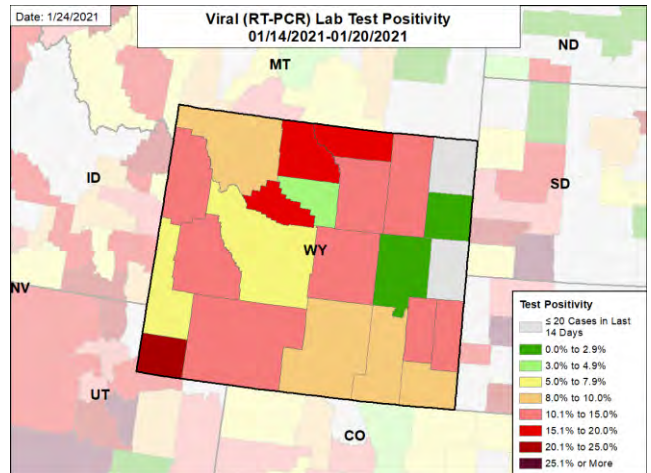 Date: 1/24/2021
Viral (RT-PCR) Lab Test Positivity
01/14/2021-01/20/2021
ND
MT
ID
SD
WY
NV
UT
CO
Test Positivity
≤ 20 Cases in Last
14 Days
0.0% to 2.9%
3.0% to 4.9%
5.0% to 7.9%
8.0% to 10.0%
10.1% to 15.0%
15.1% to 20.0%
20.1% to 25.0%
25.1% or More